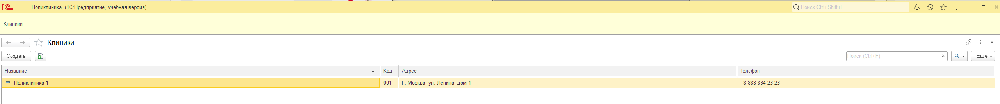 1С Поликлиника (1С:Предприятие, учебная версия) Поиск Ctrl+Shift+F
Клиники
Клиники
Создать Поиск (Ctrl+F) × Еще
Название ↓ Код Адрес Телефон
Поликлиника 1 001 Г. Москва, ул. Ленина, дом 1 +8 888 834-23-23